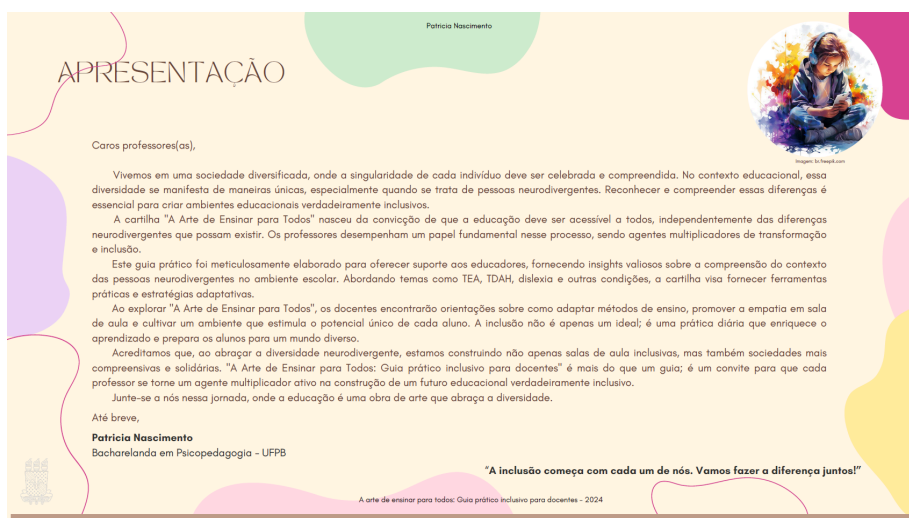 Patricia Nascimento
APRESENTAÇÃO
Imagem: br.freepik.com
Caros professores(as),
Vivemos em uma sociedade diversificada, onde a singularidade de cada indivíduo deve ser celebrada e compreendida. No contexto educacional, essa
diversidade se manifesta de maneiras únicas, especialmente quando se trata de pessoas neurodivergentes. Reconhecer e compreender essas diferenças é
essencial para criar ambientes educacionais verdadeiramente inclusivos.
A cartilha "A Arte de Ensinar para Todos" nasceu da convicção de que a educação deve ser acessível a todos, independentemente das diferenças
neurodivergentes que possam existir. Os professores desempenham um papel fundamental nesse processo, sendo agentes multiplicadores de transformação
e inclusão.
Este guia prático foi meticulosamente elaborado para oferecer suporte aos educadores, fornecendo insights valiosos sobre a compreensão do contexto
das pessoas neurodivergentes no ambiente escolar. Abordando temas como TEA, TDAH, dislexia e outras condições, a cartilha visa fornecer ferramentas
práticas e estratégias adaptativas.
Ao explorar "A Arte de Ensinar para Todos", os docentes encontrarão orientações sobre como adaptar métodos de ensino, promover a empatia em sala
de aula e cultivar um ambiente que estimula o potencial único de cada aluno. A inclusão não é apenas um ideal; é uma prática diária que enriquece o
aprendizado e prepara os alunos para um mundo diverso.
Acreditamos que, ao abraçar a diversidade neurodivergente, estamos construindo não apenas salas de aula inclusivas, mas também sociedades mais
compreensivas e solidárias. "A Arte de Ensinar para Todos: Guia prático inclusivo para docentes" é mais do que um guia; é um convite para que cada
professor se torne um agente multiplicador ativo na construção de um futuro educacional verdadeiramente inclusivo.
Junte-se a nós nessa jornada, onde a educação é uma obra de arte que abraça a diversidade.
Até breve,
Patricia Nascimento
Bacharelanda em Psicopedagogia - UFPB
"A inclusão começa com cada um de nós. Vamos fazer a diferença juntos!"
A arte de ensinar para todos: Guia prático inclusivo para docentes - 2024